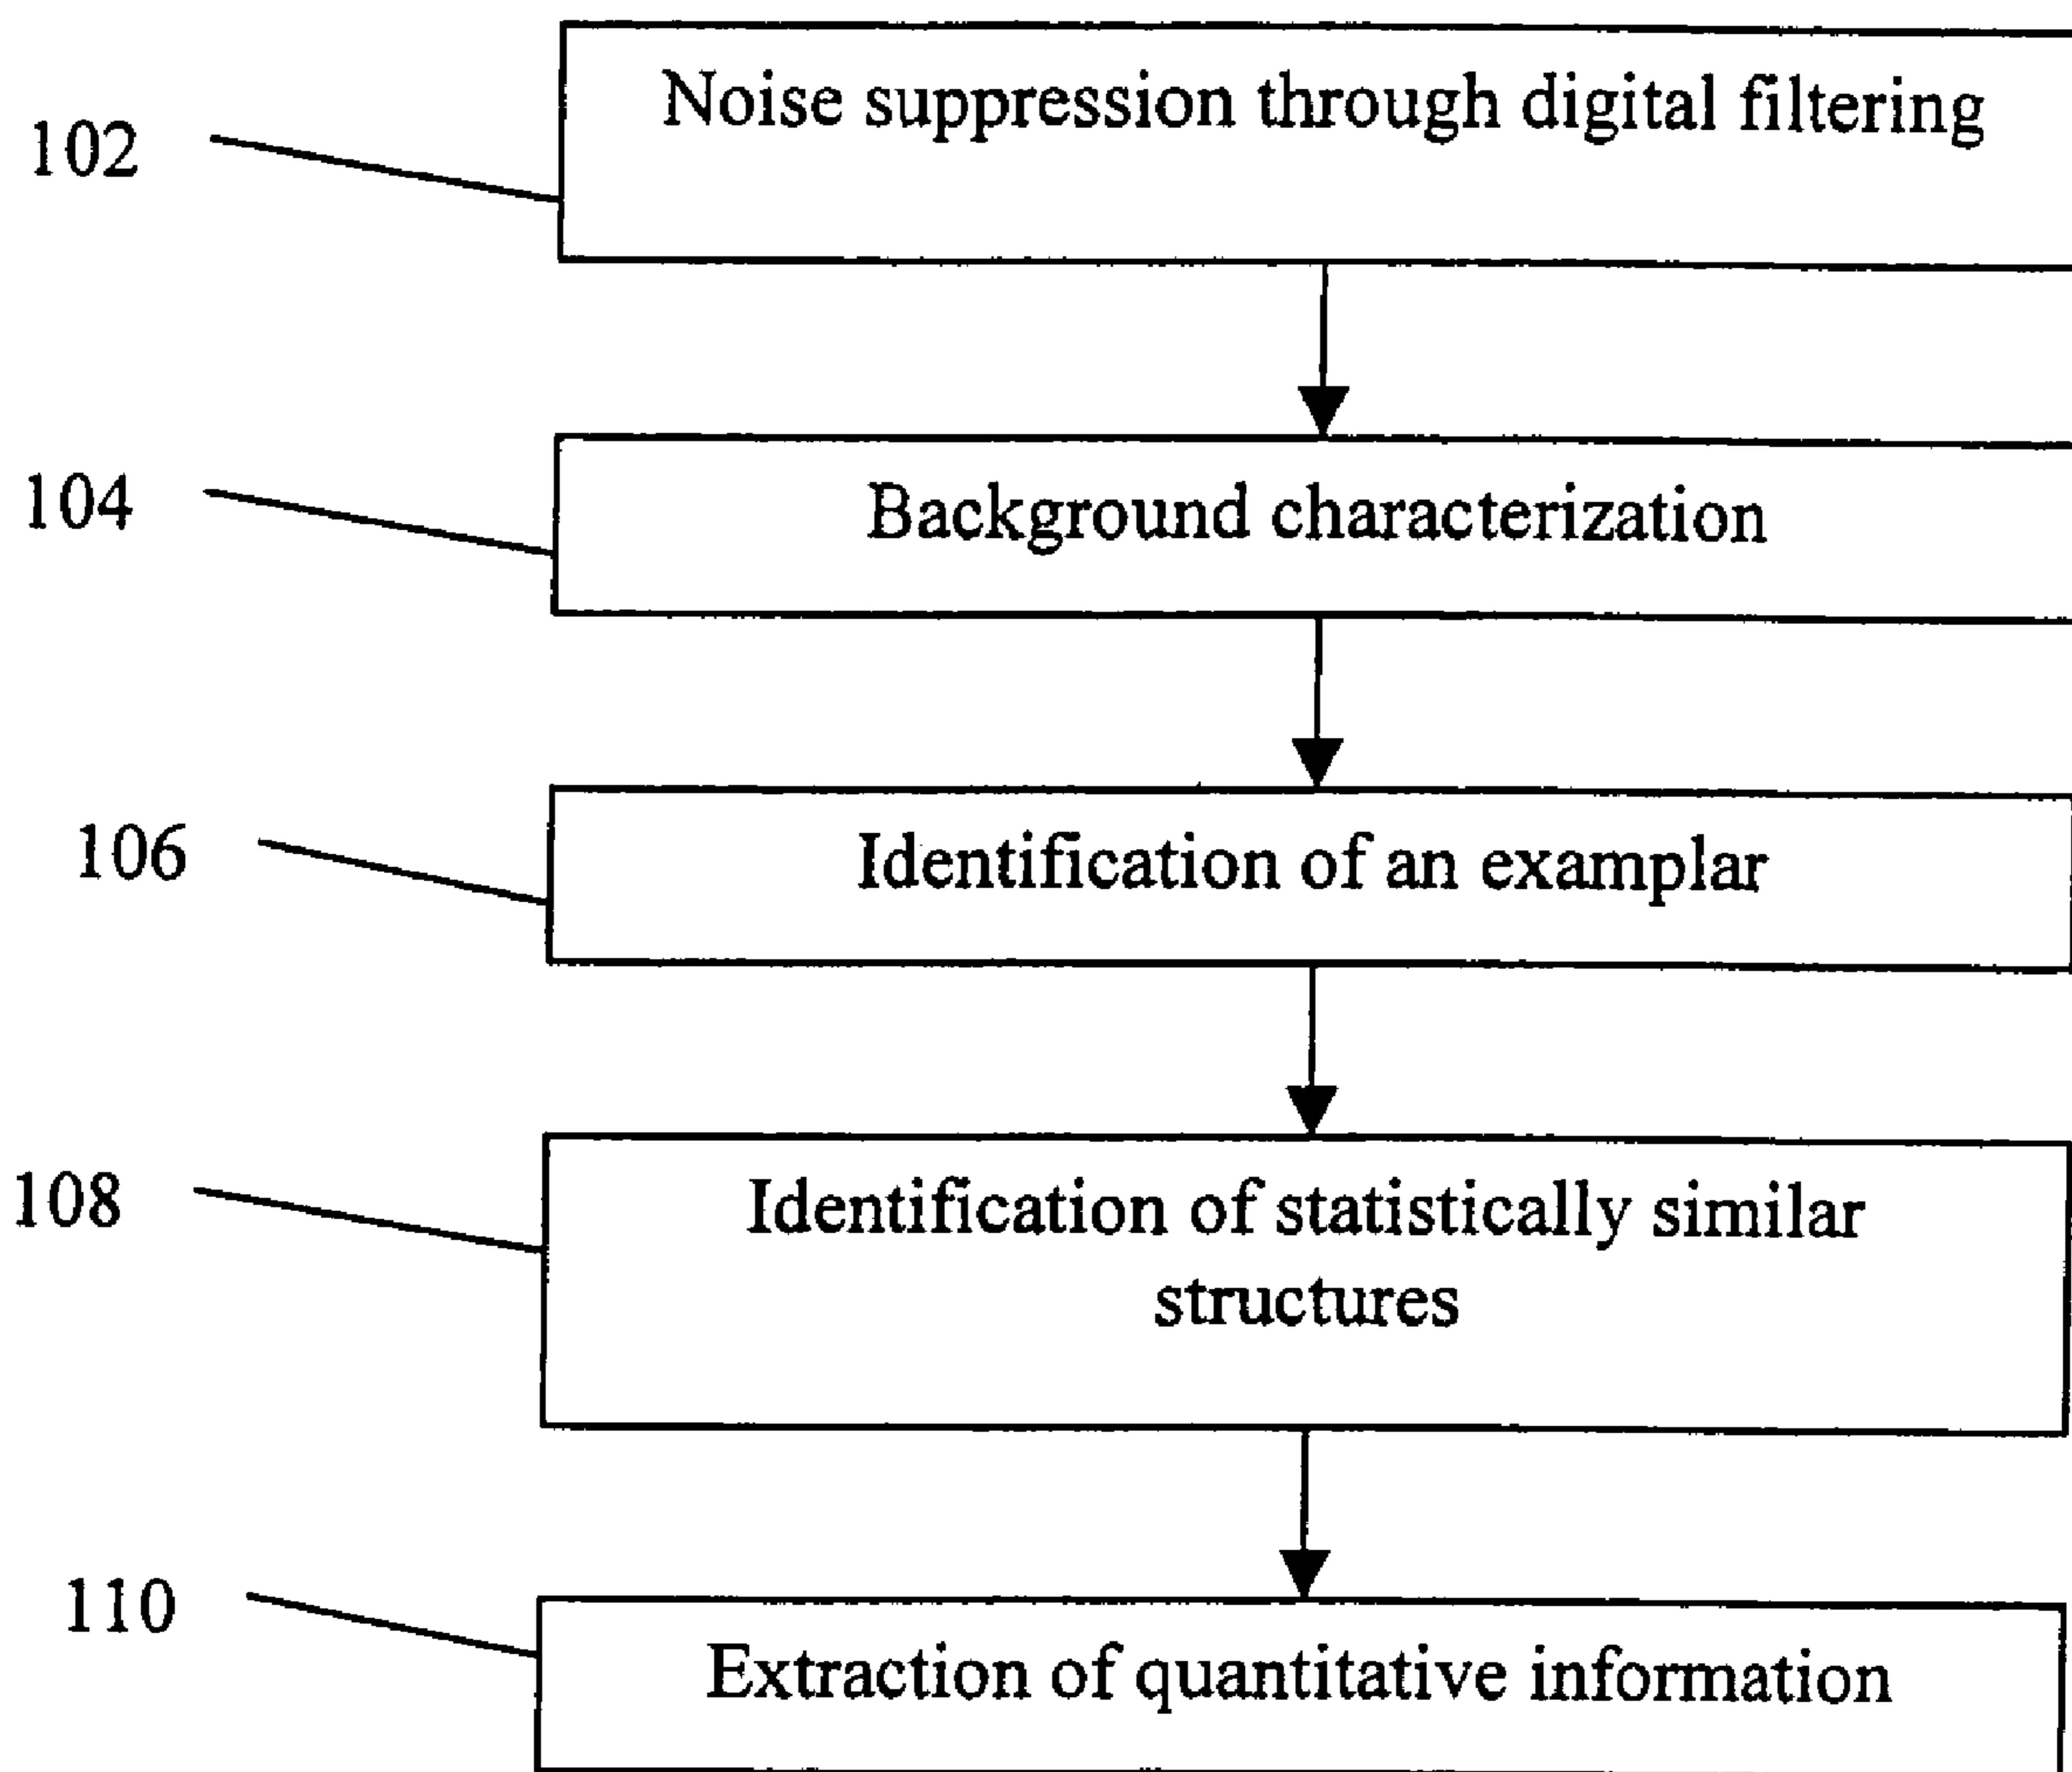 102
Noise suppression through digital filtering
104
Background characterization
106
Identification of an examplar
108
Identification of statistically similar
structures
110
Extraction of quantitative information